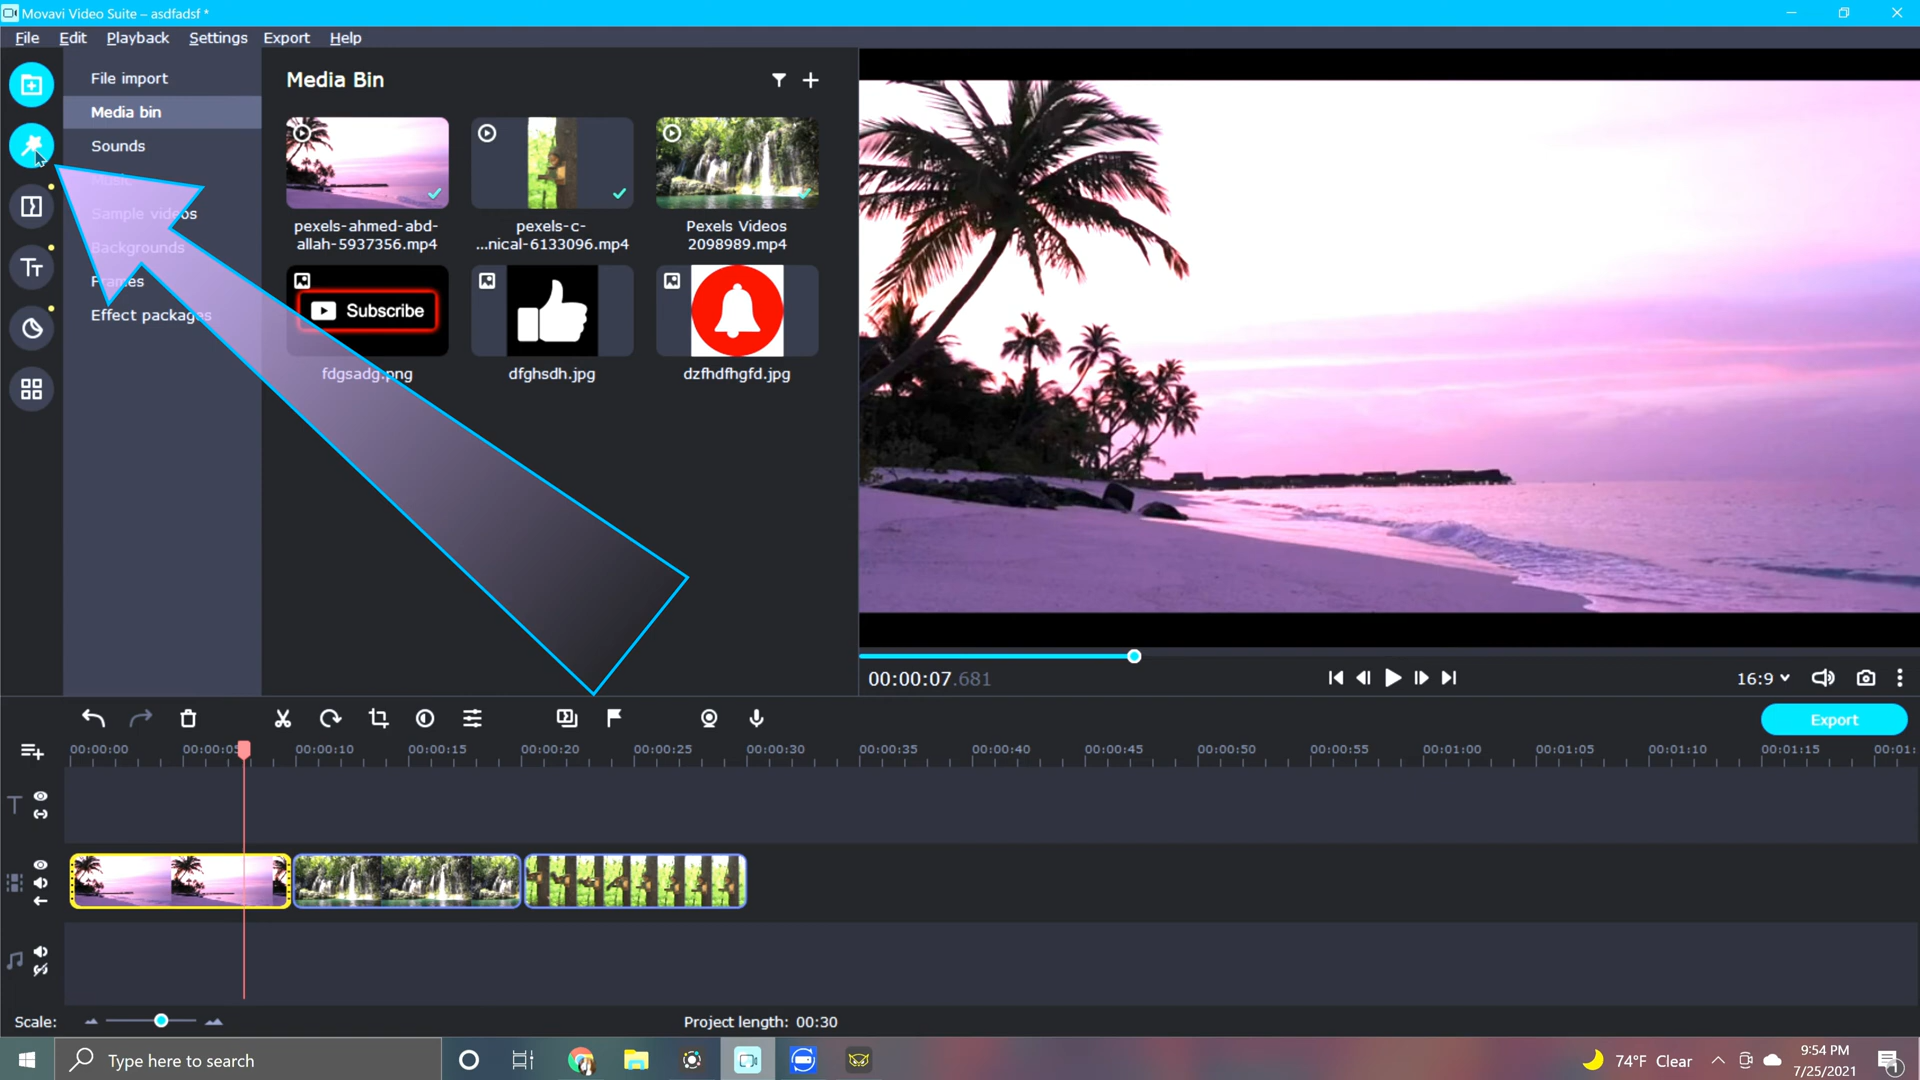 Movavi Video Suite – asdfadsf *
File Edit Playback Settings Export Help
File import
Media bin
Sounds
Music
Sample videos
Backgrounds
Frames
Effect packages
Media Bin
pexels-ahmed-abd-
allah-5937356.mp4
pexels-c-
...nical-6133096.mp4
Pexels Videos
2098989.mp4
Subscribe
fdgsadg.png
dfghsdh.jpg
dzfhdfhgfd.jpg
00:00:07.681
16:9
Export
00:00:00 00:00:05 00:00:10 00:00:15 00:00:20 00:00:25 00:00:30 00:00:35 00:00:40 00:00:45 00:00:50 00:00:55 00:01:00 00:01:05 00:01:10 00:01:15 00:01:
Scale:
Project length: 00:30
Type here to search
74°F Clear
9:54 PM
7/25/2021
1